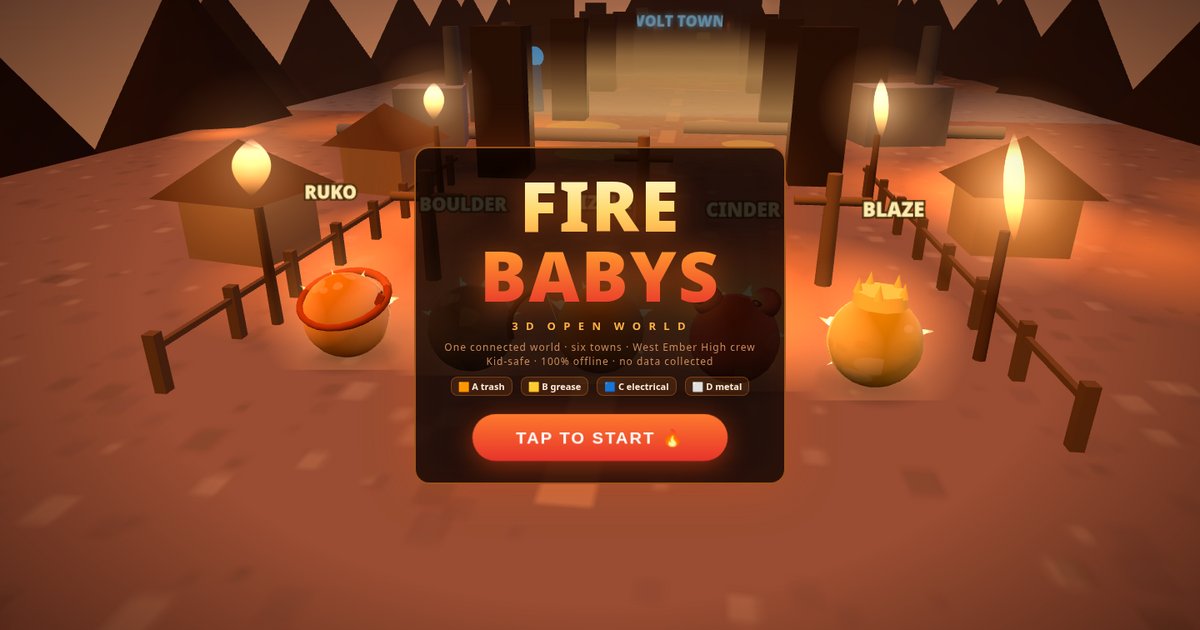 VOLT TOWN
RUKO
BOULDER
CINDER
BLAZE
FIRE
BABYS
3D OPEN WORLD
One connected world · six towns · West Ember High crew
Kid-safe · 100% offline · no data collected
🟧 A trash 🟨 B grease 🟦 C electrical ⬜ D metal
TAP TO START 🔥